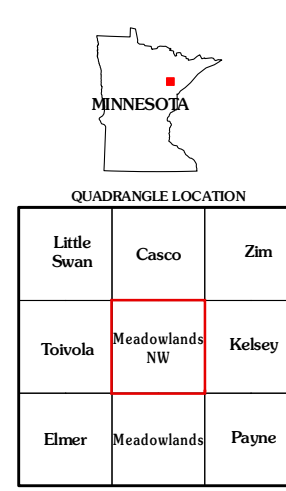 MINNESOTA
QUADRANGLE LOCATION
Little
Swan
Casco
Zim
Toivola
Meadowlands
NW
Kelsey
Elmer
Meadowlands
Payne